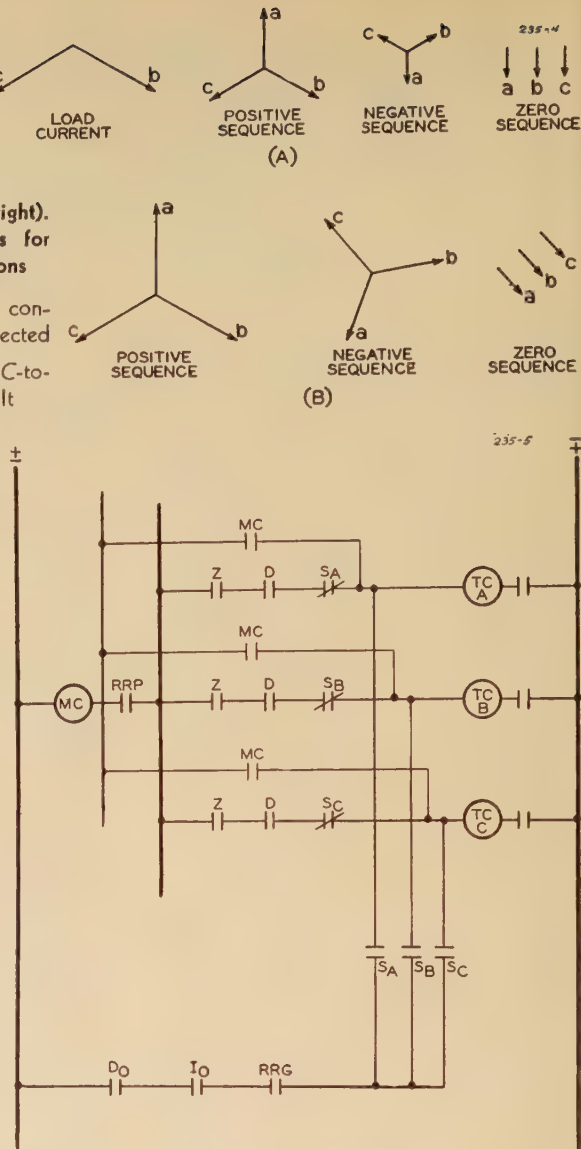 a
c b
LOAD
CURRENT
a
c b
POSITIVE
SEQUENCE
c b
a
NEGATIVE
SEQUENCE
235-4
a b c
ZERO
SEQUENCE
(A)
ight).
s for
ons
con-
ected
C-to-
lt
a
c b
POSITIVE
SEQUENCE
c
b
a
NEGATIVE
SEQUENCE
a b c
ZERO
SEQUENCE
(B)
235-5
± ∓
MC
Z D SA TC A
MC
MC RRP Z D SB TC B
MC
Z D SC TC C
SA SB SC
DO IO RRG